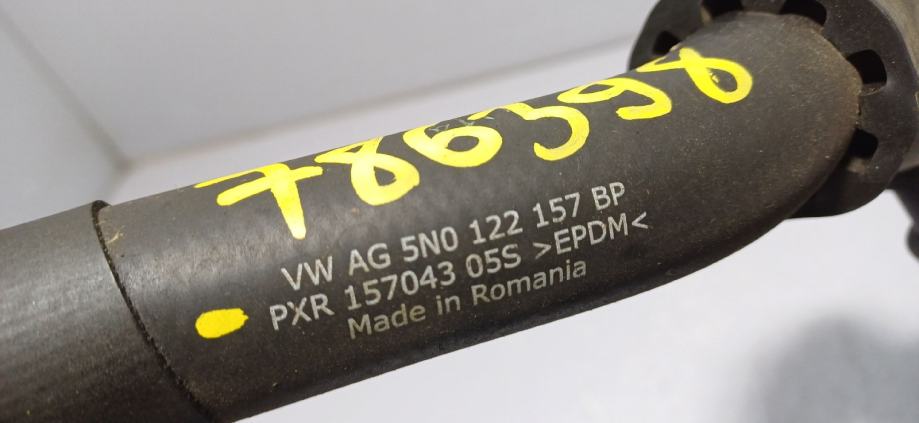 786398
VW AG 5N0 122 157 BP
PXR 157043 05S >EPDM<
Made in Romania